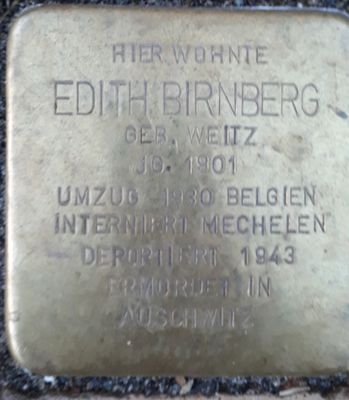 HIER WOHNTE
EDITH BIRNBERG
GEB. WEITZ
JG. 1901
UMZUG 1930 BELGIEN
INTERNIERT MECHELEN
DEPORTIERT 1943
ERMORDET IN
AUSCHWITZ